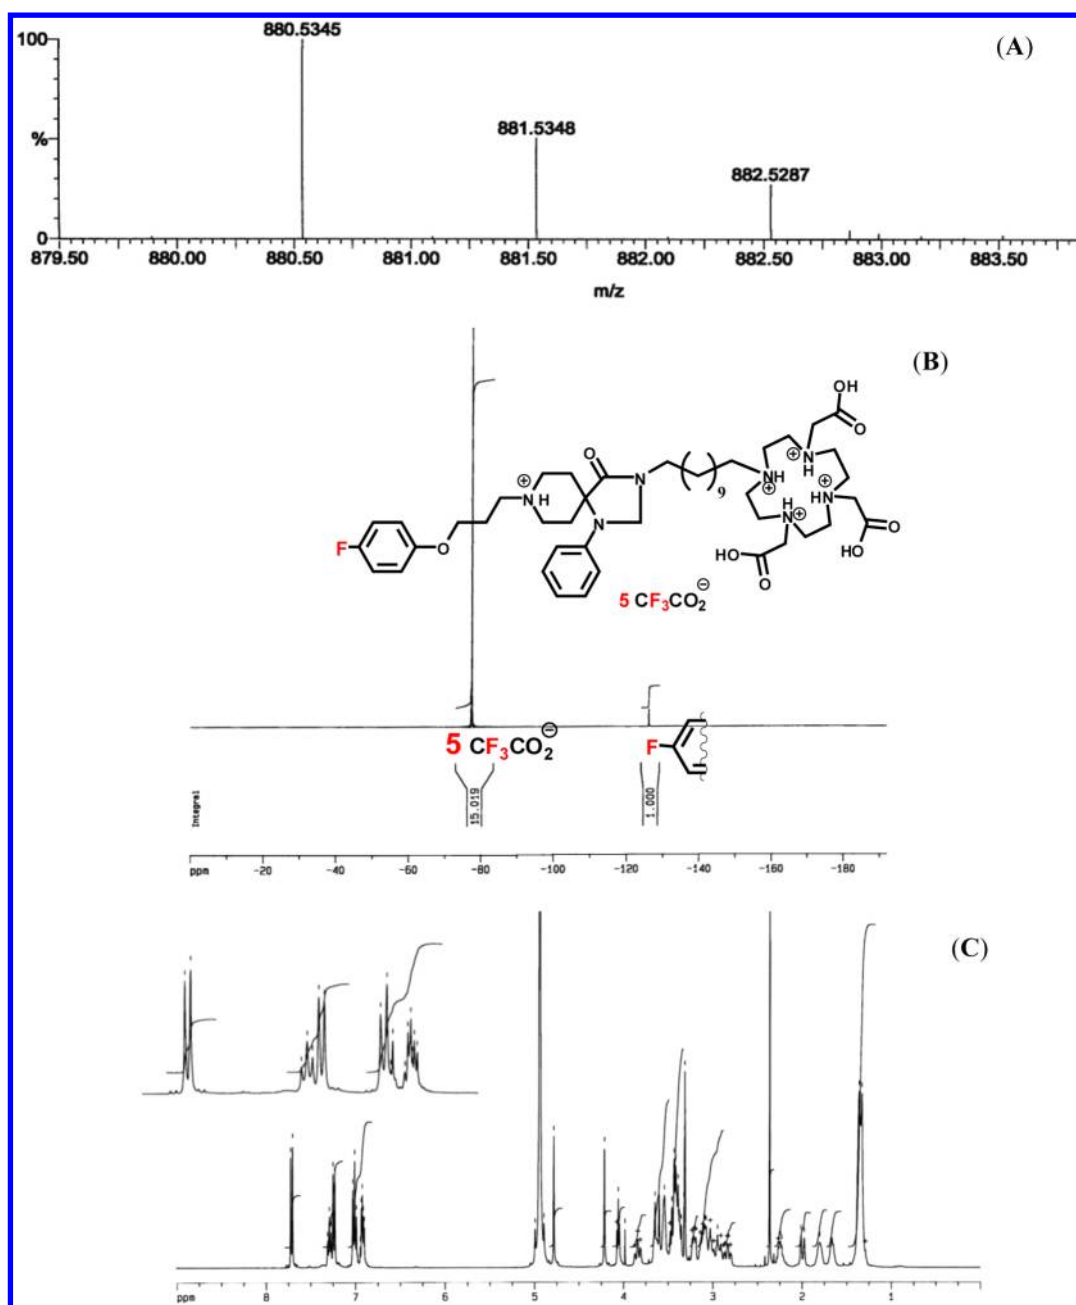 (A)
880.5345
100
881.5348
%
882.5287
0
879.50 880.00 880.50 881.00 881.50 882.00 882.50 883.00 883.50
m/z
(B)
OH
O
O
N
NH
N
H
9
NH
NH
NH
N
O
F
O
HO
O
HO
O
5 CF3CO2⊖
5 CF3CO2⊖
F
Integral
15.019
1.000
ppm -20 -40 -60 -80 -100 -120 -140 -160 -180
(C)
ppm 8 7 6 5 4 3 2 1